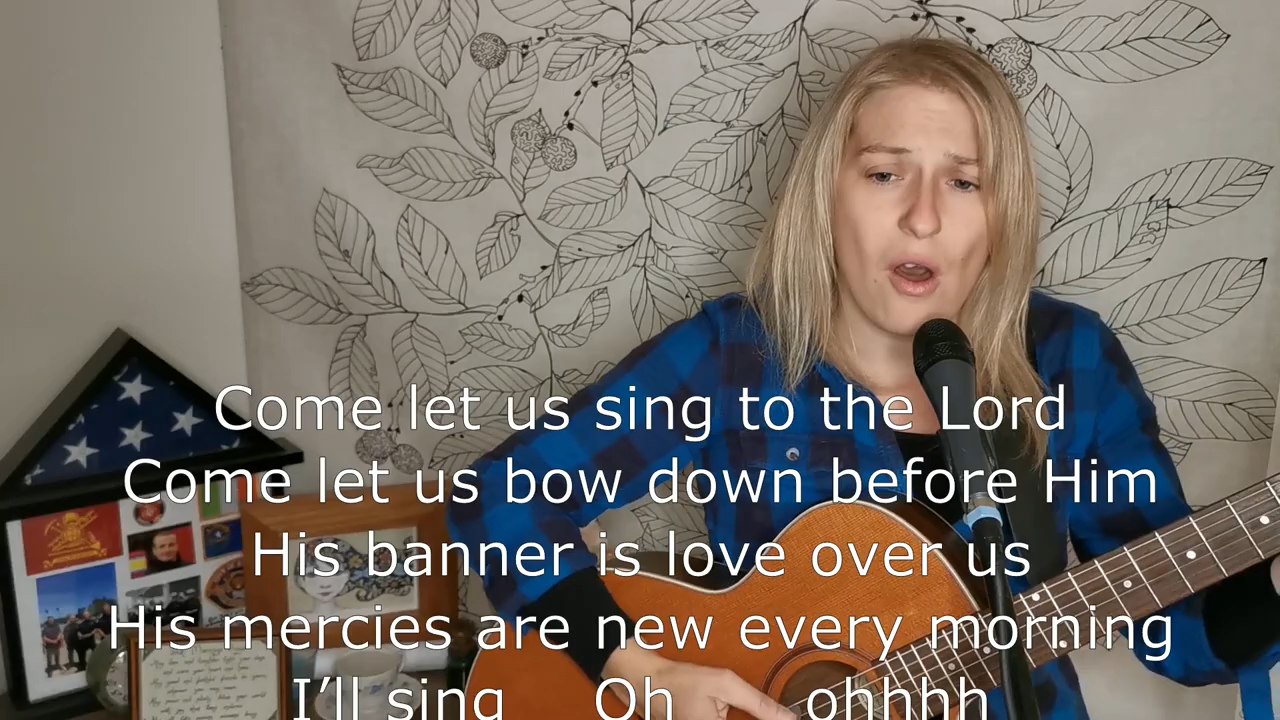 Come let us sing to the Lord
Come let us bow down before Him
His banner is love over us
His mercies are new every morning
I’ll sing Oh ohhhh